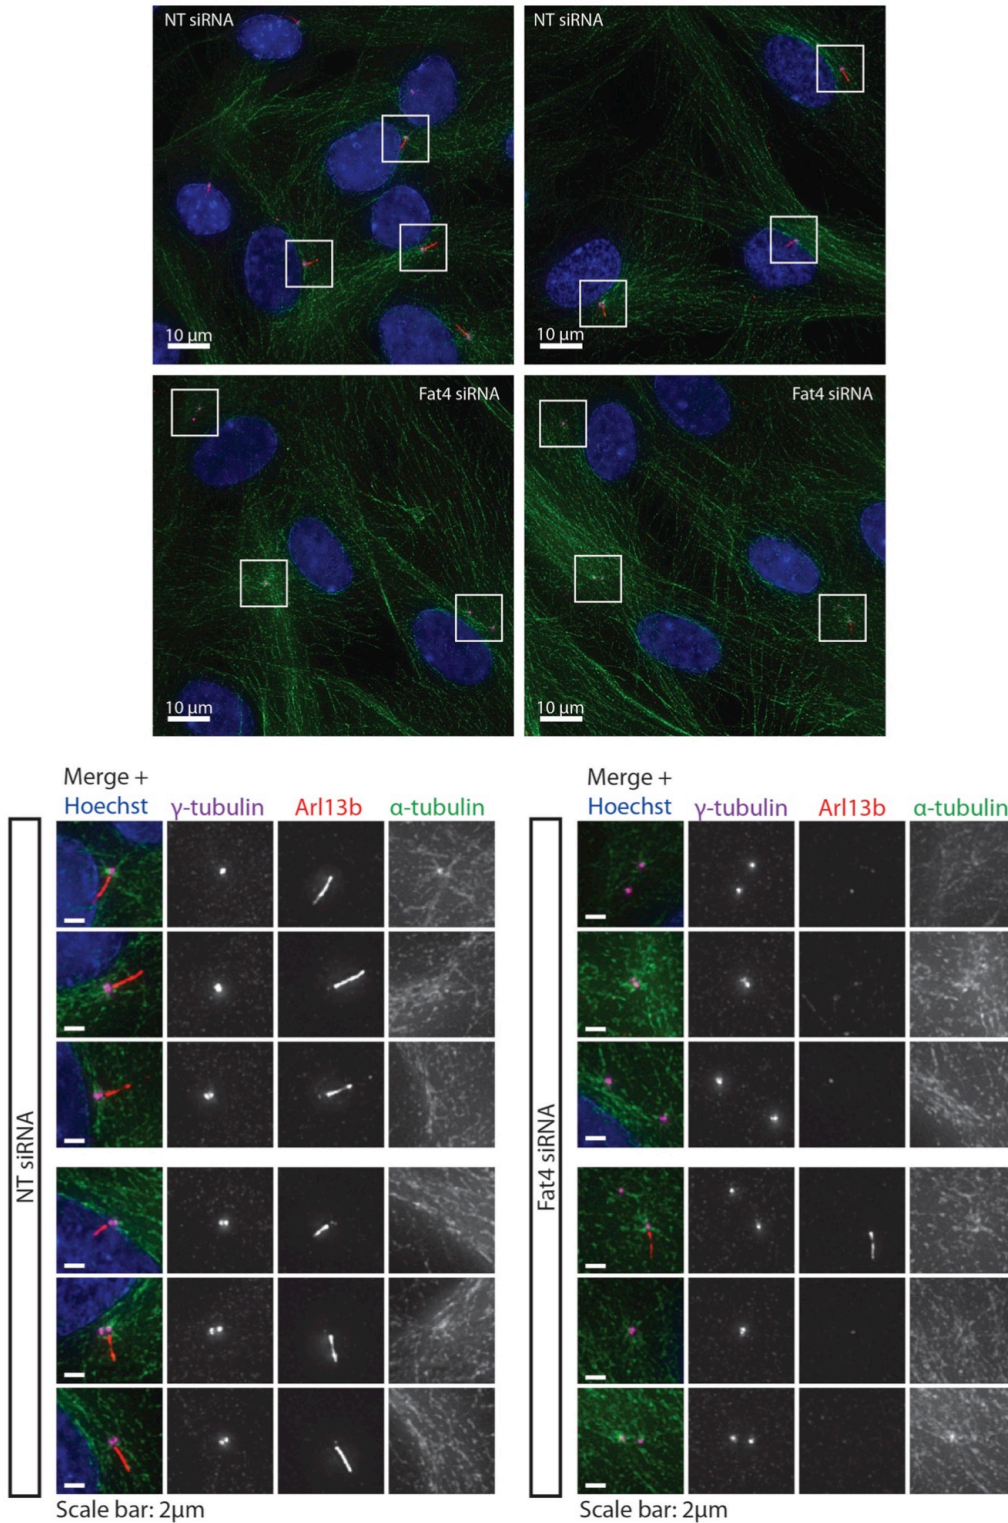 NT siRNA
NT siRNA
10 µm
10 µm
Fat4 siRNA
Fat4 siRNA
10 µm
10 µm
Merge +
Hoechst γ-tubulin Arl13b α-tubulin
NT siRNA
Scale bar: 2µm
Merge +
Hoechst γ-tubulin Arl13b α-tubulin
Fat4 siRNA
Scale bar: 2µm